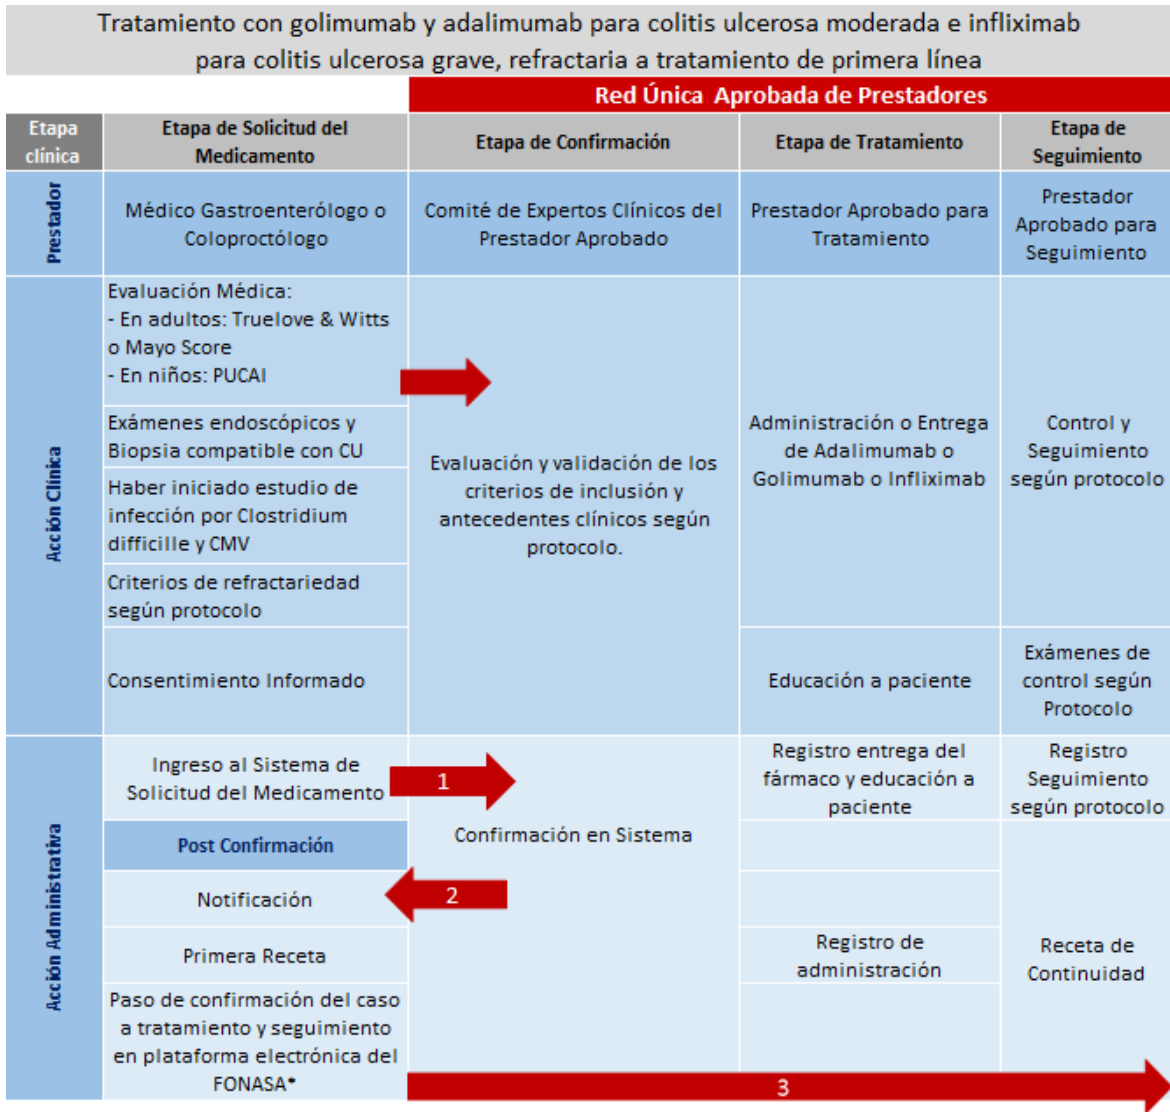 Tratamiento con golimumab y adalimumab para colitis ulcerosa moderada e infliximab
para colitis ulcerosa grave, refractaria a tratamiento de primera línea
Red Única Aprobada de Prestadores
Etapa
clínica
Etapa de Solicitud del
Medicamento
Etapa de Confirmación
Etapa de Tratamiento
Etapa de
Seguimiento
Prestador
Médico Gastroenterólogo o
Coloproctólogo
Comité de Expertos Clínicos del
Prestador Aprobado
Prestador Aprobado para
Tratamiento
Prestador
Aprobado para
Seguimiento
Acción Clínica
Evaluación Médica:
- En adultos: Truelove & Witts
o Mayo Score
- En niños: PUCAI
Exámenes endoscópicos y
Biopsia compatible con CU
Haber iniciado estudio de
infección por Clostridium
difficille y CMV
Criterios de refractariedad
según protocolo
Consentimiento Informado
Evaluación y validación de los
criterios de inclusión y
antecedentes clínicos según
protocolo.
Administración o Entrega
de Adalimumab o
Golimumab o Infliximab
Educación a paciente
Control y
Seguimiento
según protocolo
Exámenes de
control según
Protocolo
Acción Administrativa
Ingreso al Sistema de
Solicitud del Medicamento
1
Post Confirmación
Notificación
2
Primera Receta
Paso de confirmación del caso
a tratamiento y seguimiento
en plataforma electrónica del
FONASA*
Confirmación en Sistema
Registro entrega del
fármaco y educación a
paciente
Registro de
administración
Registro
Seguimiento
según protocolo
Receta de
Continuidad
3